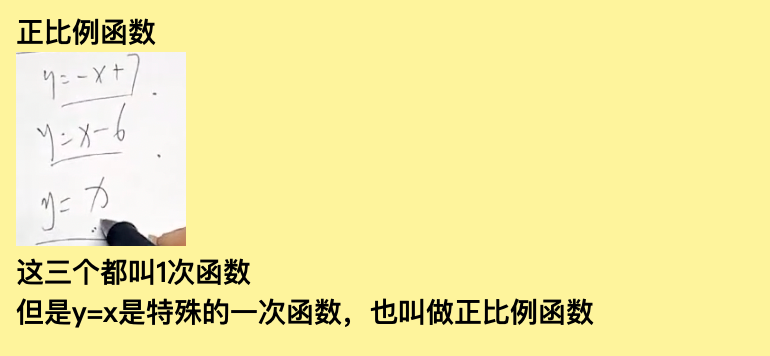 正比例函数
y=-x+7
y=x-6
y=x
这三个都叫1次函数
但是y=x是特殊的一次函数，也叫做正比例函数